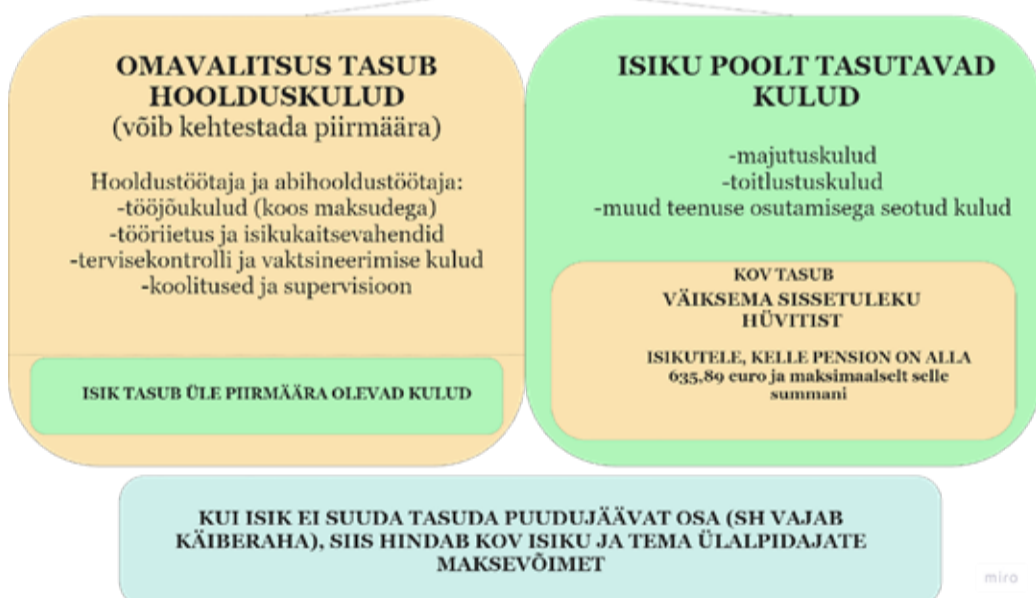 OMAVALITSUS TASUB
HOOLDUSKULUD
(võib kehtestada piirmäära)
Hooldustöötaja ja abihooldustöötaja:
-tööjõukulud (koos maksudega)
-tööriietus ja isikukaitsevahendid
-tervisekontrolli ja vaktsineerimise kulud
-koolitused ja supervisioon
ISIK TASUB ÜLE PIIRMÄÄRA OLEVAD KULUD
ISIKU POOLT TASUTAVAD
KULUD
-majutuskulud
-toitlustuskulud
-muud teenuse osutamisega seotud kulud
KOV TASUB
VÄIKSEMA SISSETULEKU
HÜVITIST
ISIKUTELE, KELLE PENSION ON ALLA
635,89 euro ja maksimaalselt selle
summani
KUI ISIK EI SUUDA TASUDA PUUDUJÄÄVAT OSA (SH VAJAB
KÄIBERAHA), SIIS HINDAB KOV ISIKU JA TEMA ÜLALPIDAJATE
MAKSEVÕIMET
miro